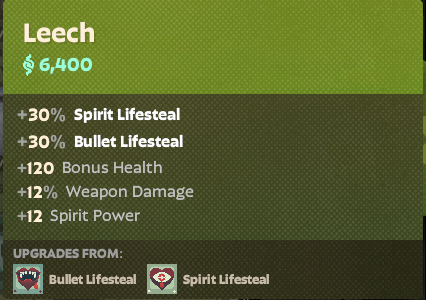 Leech
6,400
+30% Spirit Lifesteal
+30% Bullet Lifesteal
+120 Bonus Health
+12% Weapon Damage
+12 Spirit Power
UPGRADES FROM:
Bullet Lifesteal Spirit Lifesteal